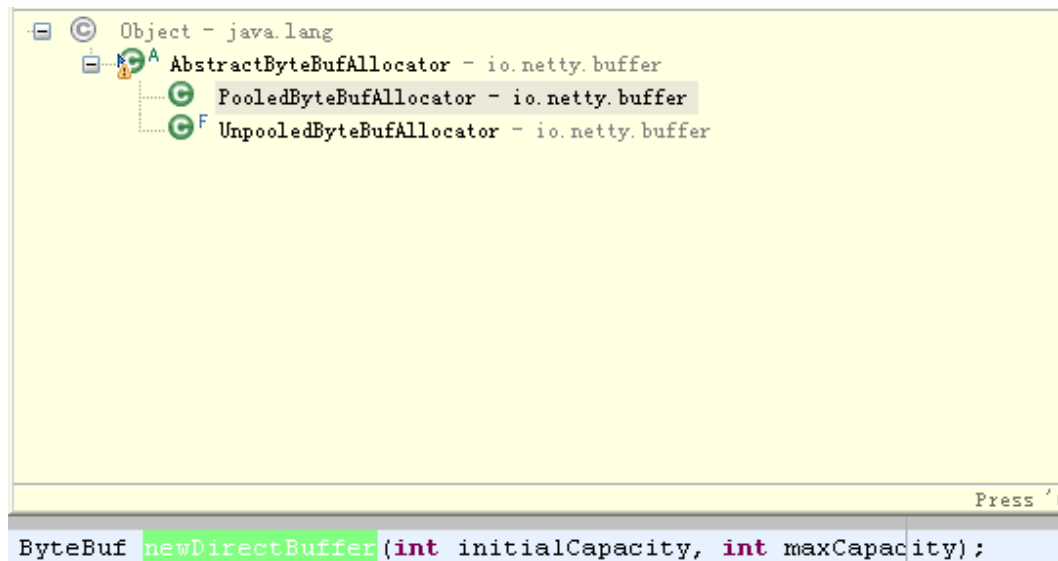 Object - java.lang
AbstractByteBufAllocator - io.netty.buffer
PooledByteBufAllocator - io.netty.buffer
UnpooledByteBufAllocator - io.netty.buffer
Press '
ByteBuf newDirectBuffer(int initialCapacity, int maxCapacity);